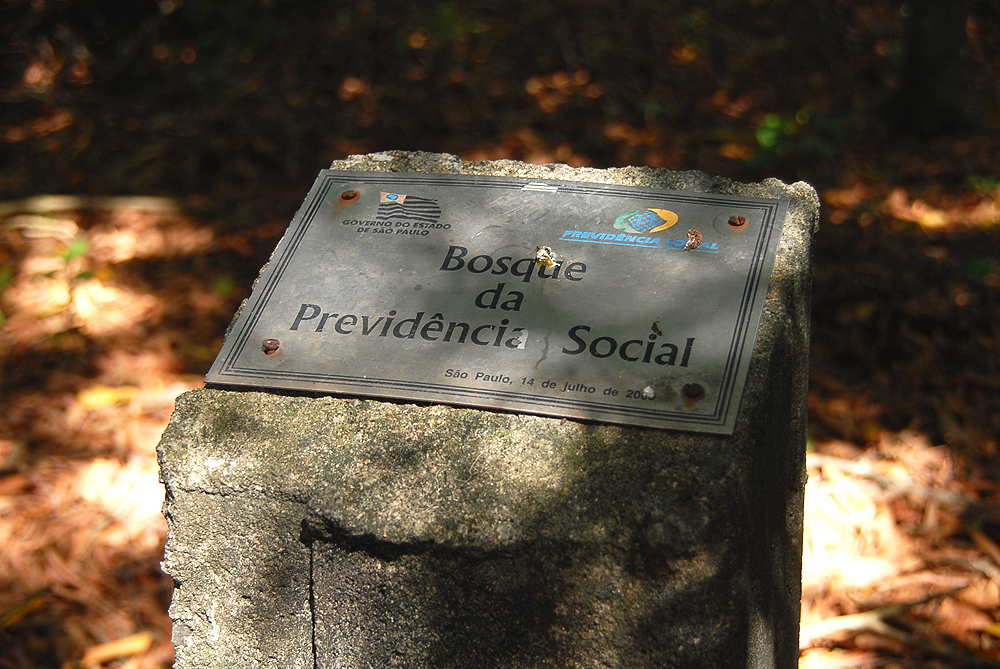 GOVERNO DO ESTADO
DE SÃO PAULO
PREVIDÊNCIA SOCIAL
Bosque
da
Previdência Social
São Paulo, 14 de julho de